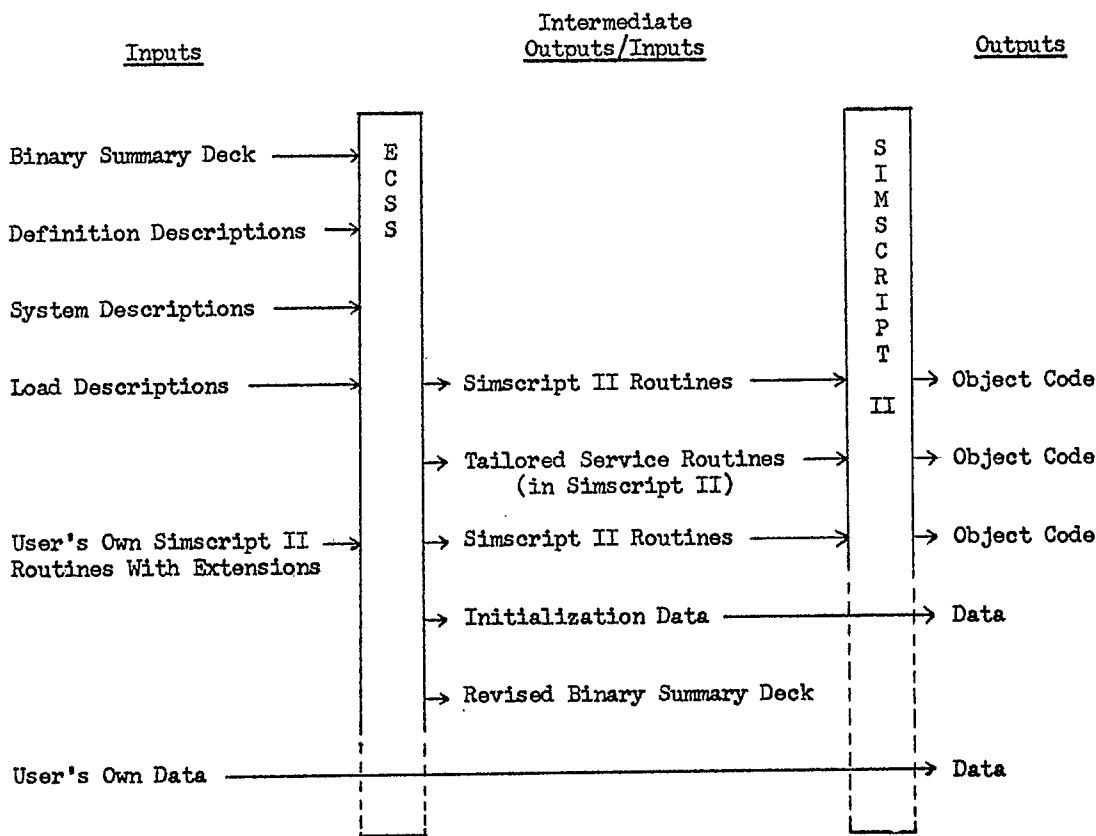 Inputs
Intermediate
Outputs/Inputs
Outputs
Binary Summary Deck
Definition Descriptions
System Descriptions
Load Descriptions
User's Own Simscript II
Routines With Extensions
User's Own Data
ECSS
Simscript II Routines
Tailored Service Routines
(in Simscript II)
Simscript II Routines
Initialization Data
Revised Binary Summary Deck
SIMSCRIPT II
Object Code
Object Code
Object Code
Data
Data